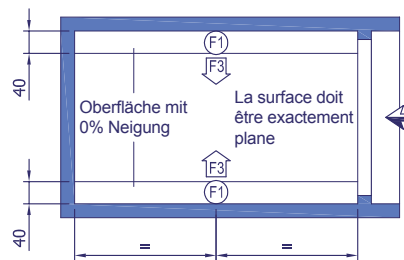 F1
40
F3
Oberfläche mit
0% Neigung
La surface doit
être exactement
plane
F3
F1
40
=
=